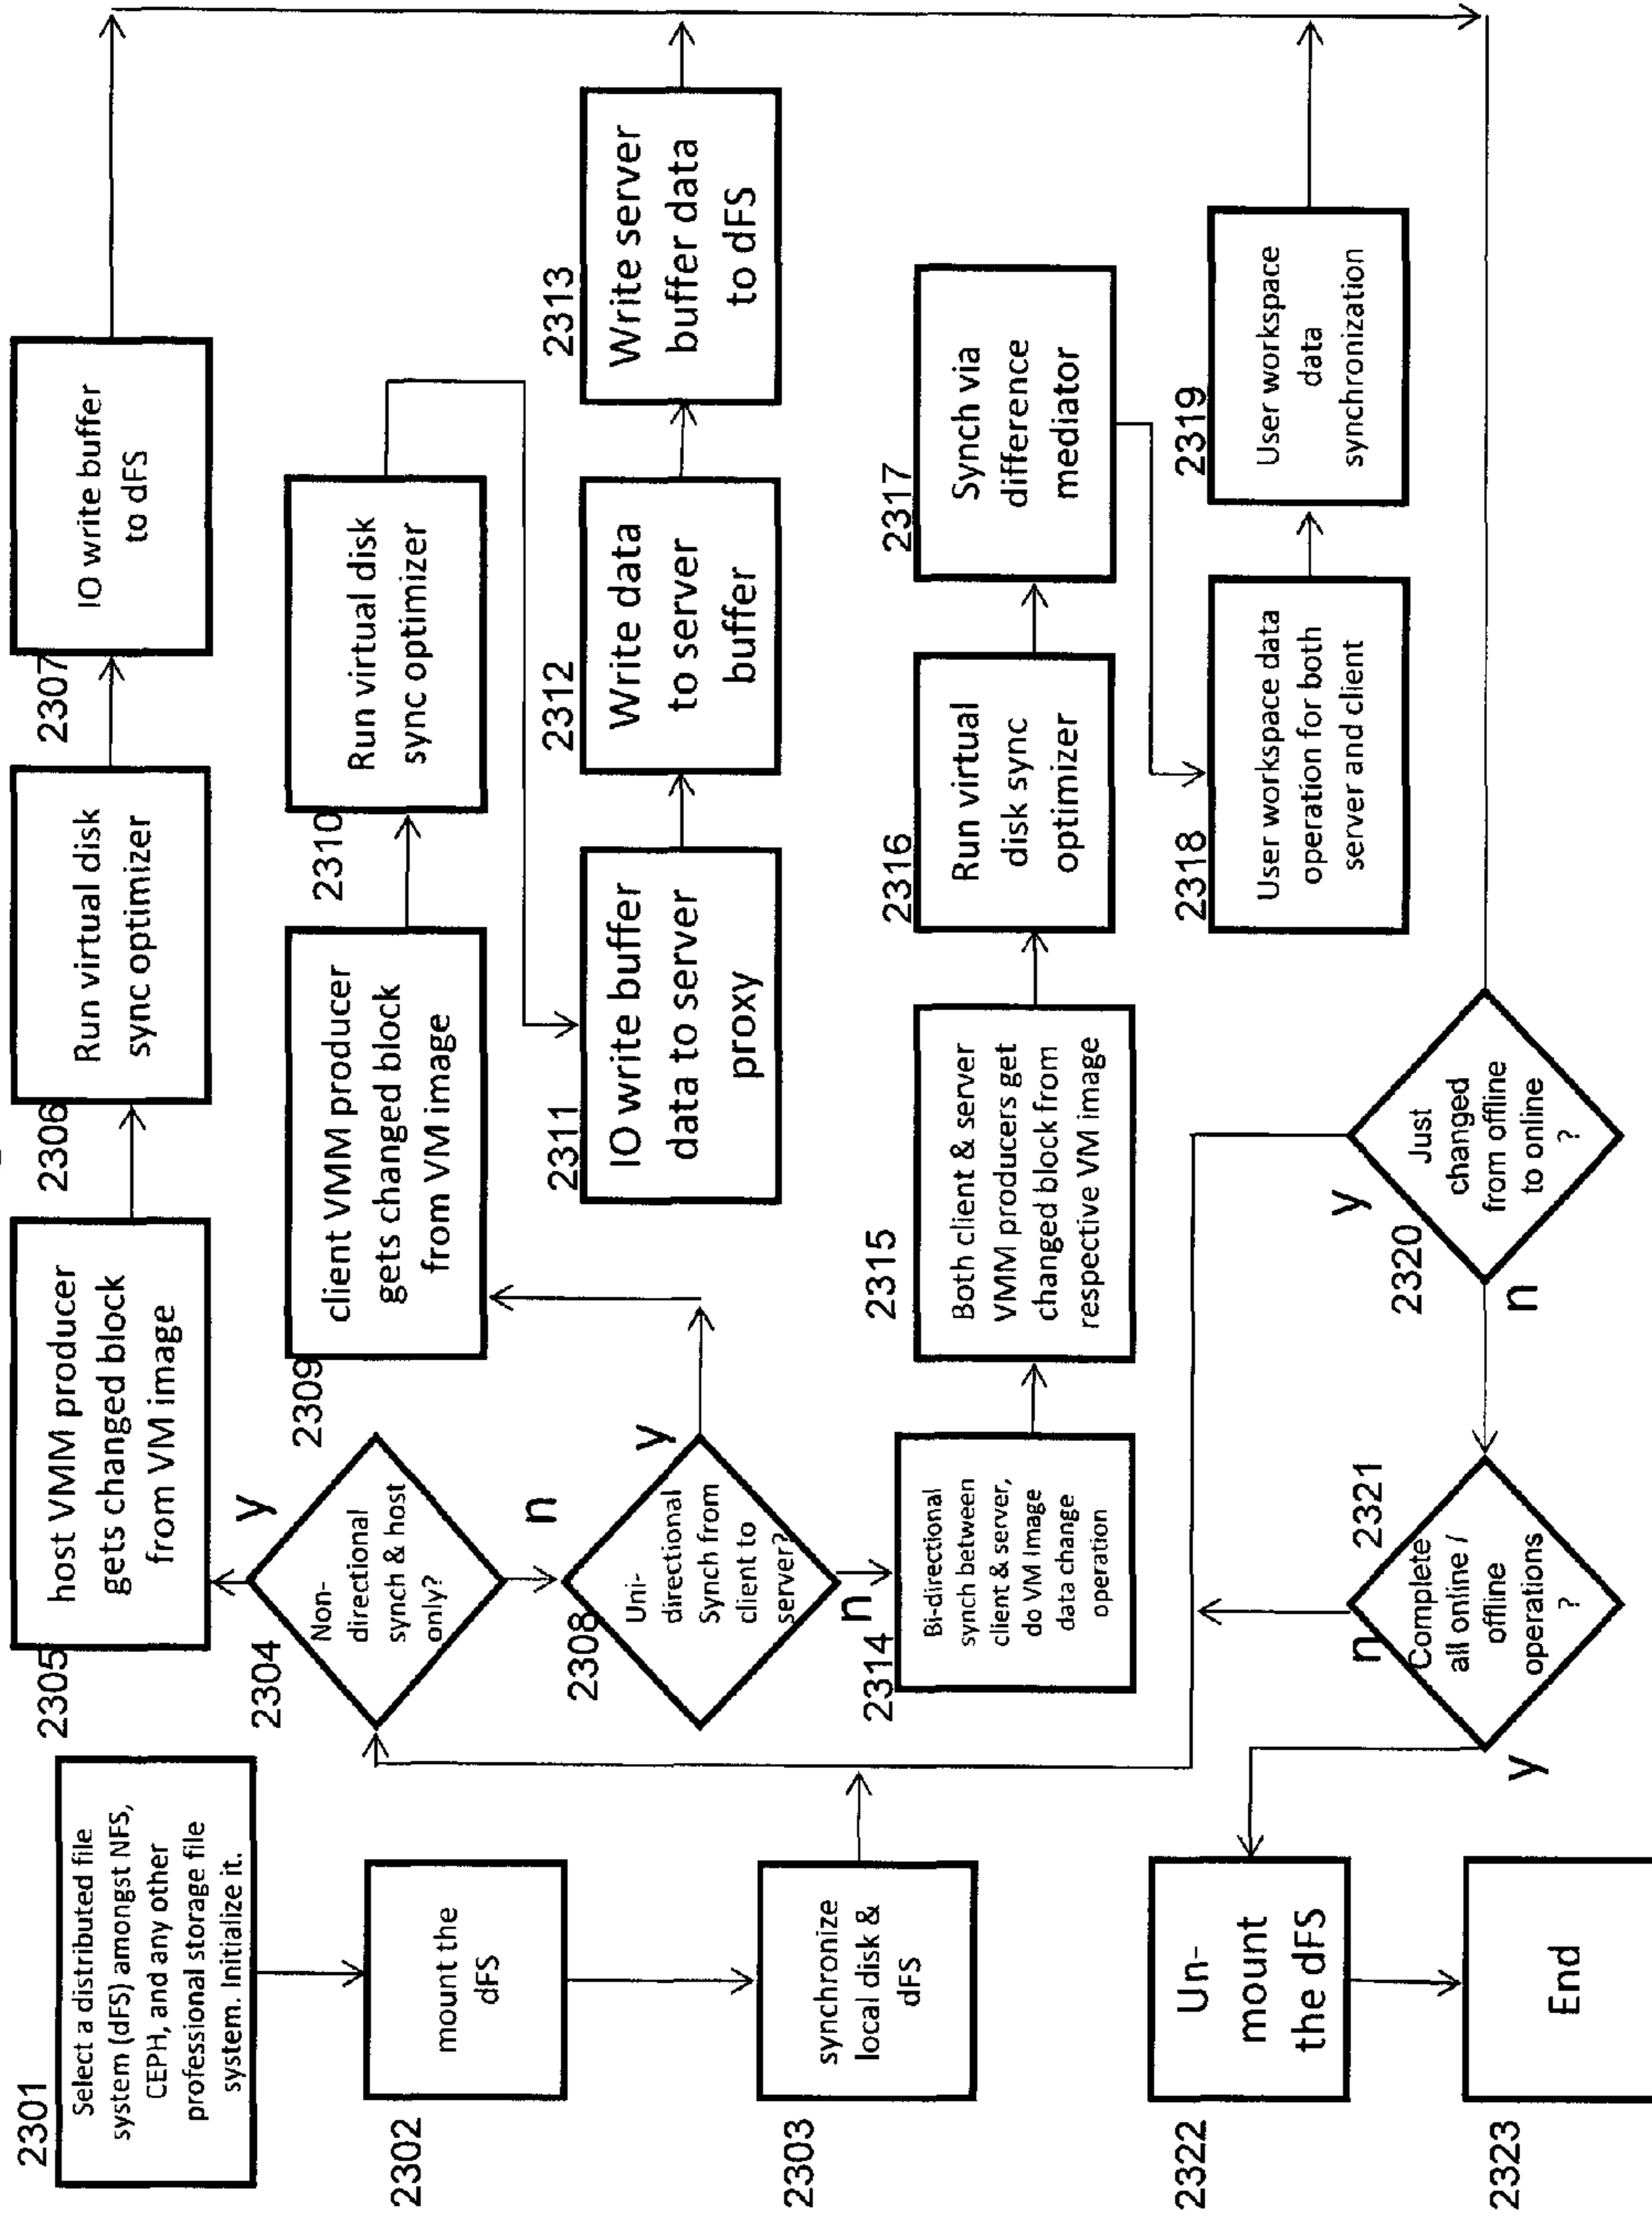 2301
Select a distributed file
system (dFS) amongst NFS,
CEPH, and any other
professional storage file
system. Initialize it.
2302
mount the
dFS
2303
synchronize
local disk &
dFS
2304
Non-
directional
synch & host
only?
y
n
2305
host VMM producer
gets changed block
from VM image
2306
Run virtual disk
sync optimizer
2307
IO write buffer
to dFS
2308
Uni-
directional
Synch from
client to
server?
y
n
2309
client VMM producer
gets changed block
from VM image
2310
Run virtual disk
sync optimizer
2311
IO write buffer
data to server
proxy
2312
Write data
to server
buffer
2313
Write server
buffer data
to dFS
2314
Bi-directional
synch between
client & server,
do VM Image
data change
operation
2315
Both client & server
VMM producers get
changed block from
respective VM image
2316
Run virtual
disk sync
optimizer
2317
Synch via
difference
mediator
2318
User workspace data
operation for both
server and client
2319
User workspace
data
synchronization
2320
Just
changed
from offline
to online
?
y
n
2321
Complete
all online /
offline
operations
?
n
y
2322
Un-
mount
the dFS
2323
End